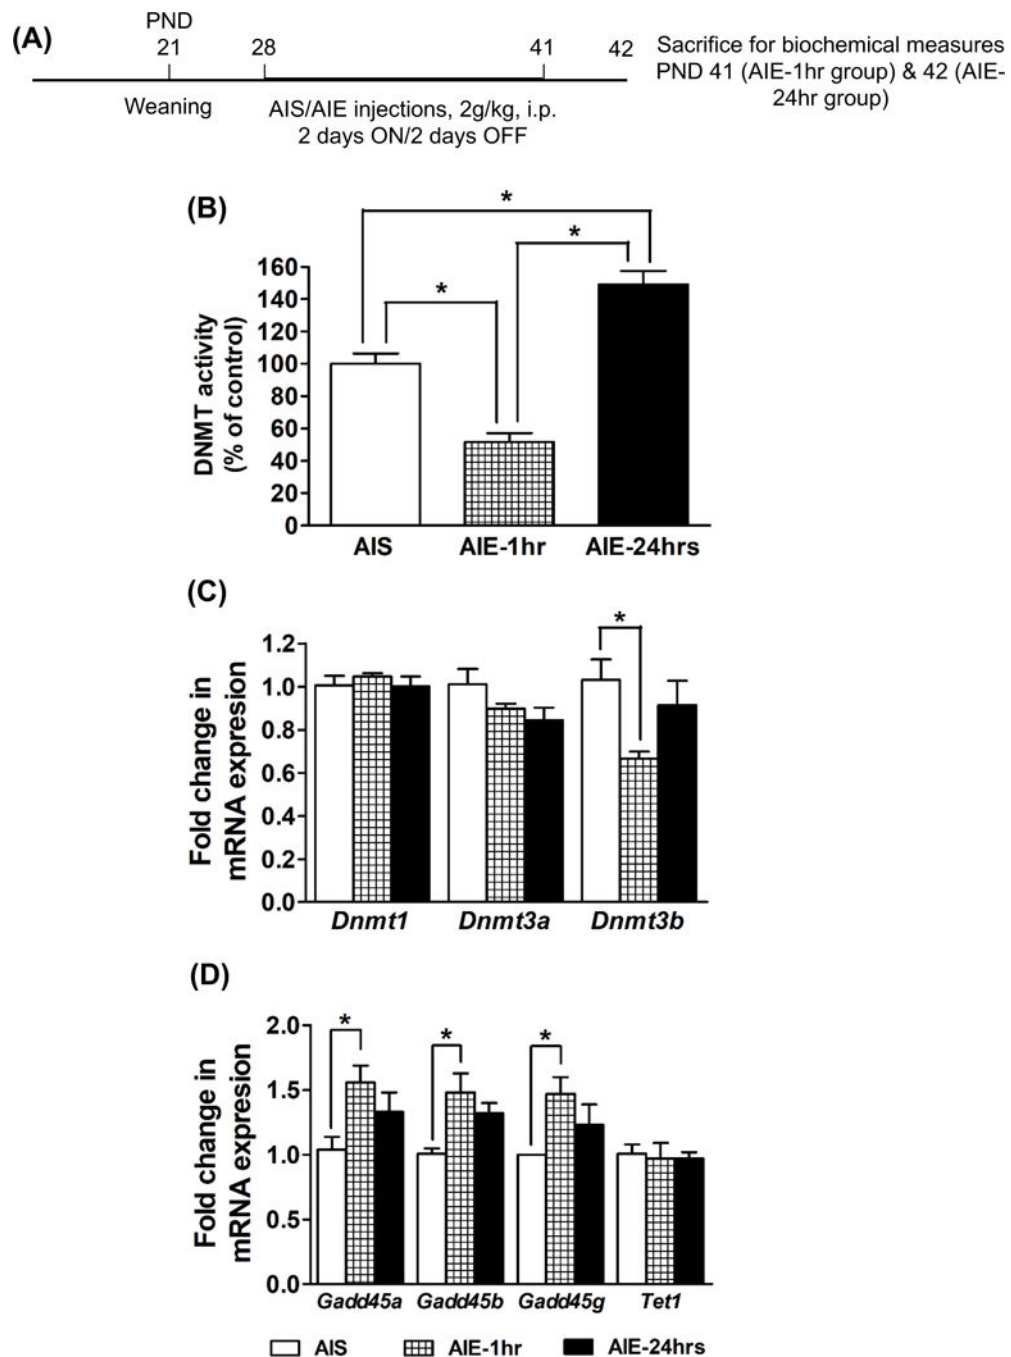 (A)
PND
21
28
41
42
Weaning
AIS/AIE injections, 2g/kg, i.p.
2 days ON/2 days OFF
Sacrifice for biochemical measures
PND 41 (AIE-1hr group) & 42 (AIE-
24hr group)
(B)
DNMT activity
(% of control)
160
140
120
100
80
60
40
20
0
*
*
*
AIS
AIE-1hr
AIE-24hrs
(C)
Fold change in
mRNA expresion
1.2
1.0
0.8
0.6
0.4
0.2
0.0
*
Dnmt1
Dnmt3a
Dnmt3b
(D)
Fold change in
mRNA expresion
2.0
1.5
1.0
0.5
0.0
*
*
*
Gadd45a
Gadd45b
Gadd45g
Tet1
AIS
AIE-1hr
AIE-24hrs